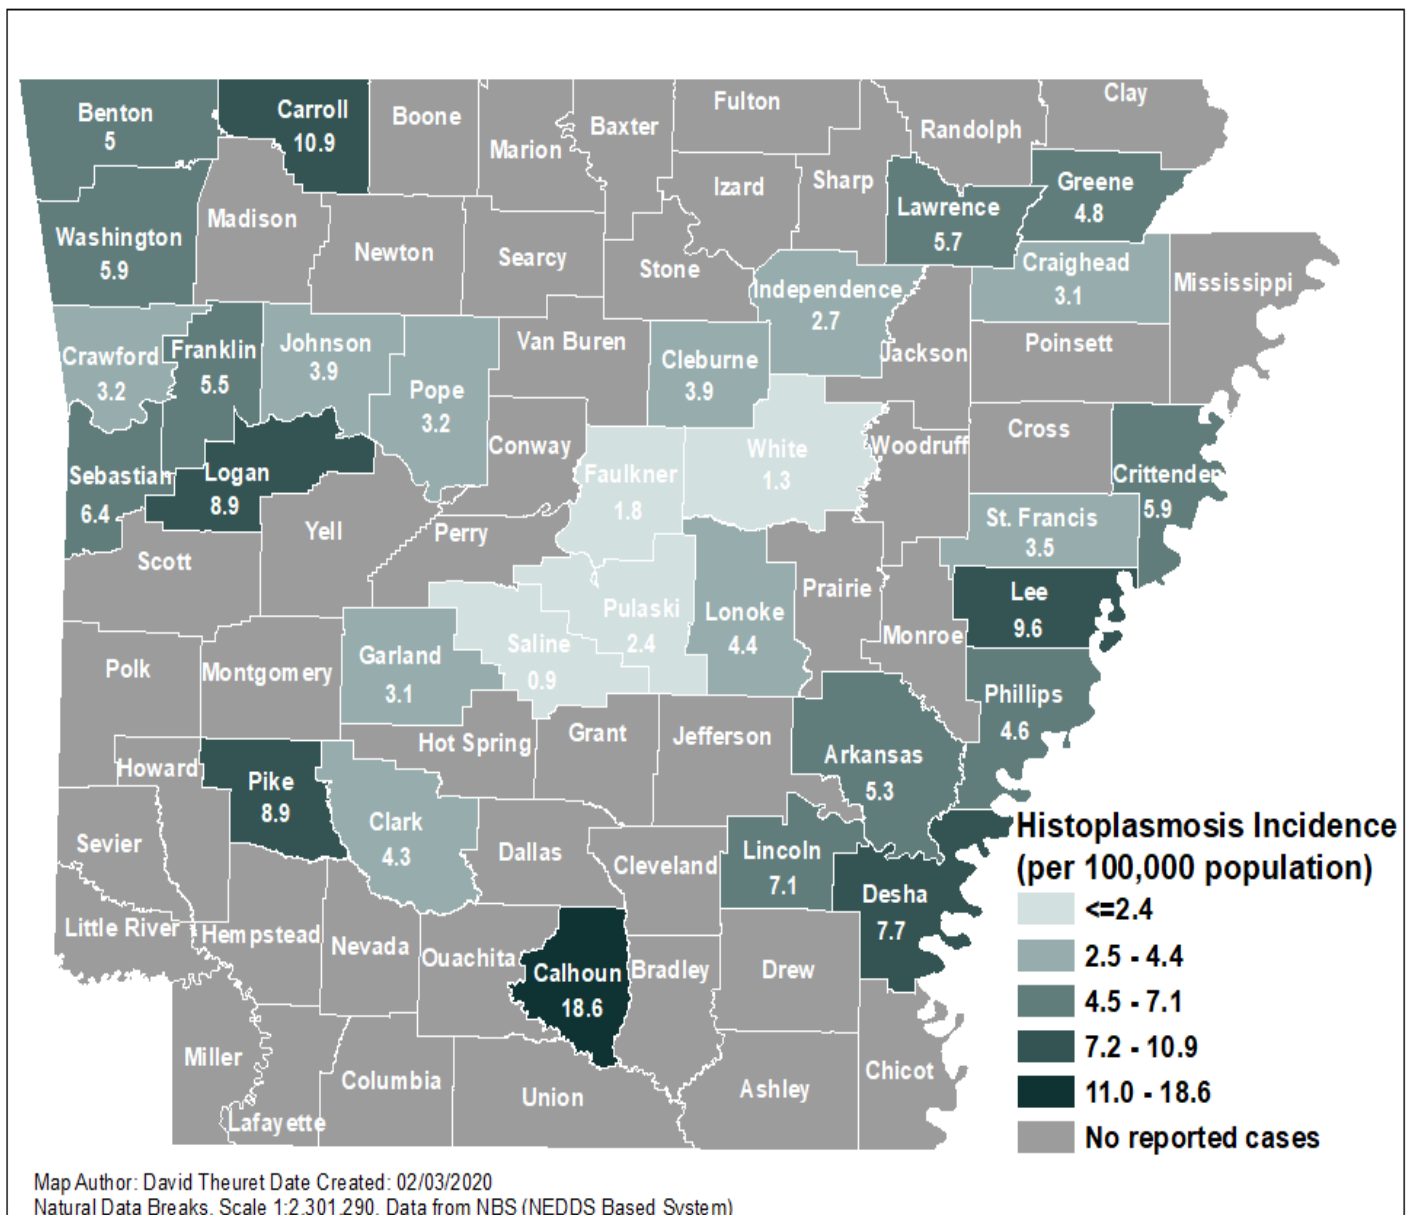 Benton
5
Carroll
10.9
Boone
Marion
Baxter
Fulton
Randolph
Clay
Izard
Sharp
Lawrence
5.7
Greene
4.8
Washington
5.9
Madison
Newton
Searcy
Stone
Independence
2.7
Craighead
3.1
Mississippi
Crawford
3.2
Franklin
5.5
Johnson
3.9
Pope
3.2
Van Buren
Cleburne
3.9
Jackson
Poinsett
Sebastian
6.4
Logan
8.9
Conway
Faulkner
1.8
White
1.3
Woodruff
Cross
Crittenden
5.9
Scott
Yell
Perry
St. Francis
3.5
Polk
Montgomery
Garland
3.1
Saline
0.9
Pulaski
2.4
Lonoke
4.4
Prairie
Monroe
Lee
9.6
Phillips
4.6
Howard
Pike
8.9
Hot Spring
Grant
Jefferson
Arkansas
5.3
Sevier
Clark
4.3
Dallas
Cleveland
Lincoln
7.1
Desha
7.7
Little River
Hempstead
Nevada
Ouachita
Calhoun
18.6
Bradley
Drew
Miller
Lafayette
Columbia
Union
Ashley
Chicot
Histoplasmosis Incidence
(per 100,000 population)
<=2.4
2.5 - 4.4
4.5 - 7.1
7.2 - 10.9
11.0 - 18.6
No reported cases
Map Author: David Theuret Date Created: 02/03/2020
Natural Data Breaks. Scale 1:2,301,290. Data from NBS (NEDDS Based System)